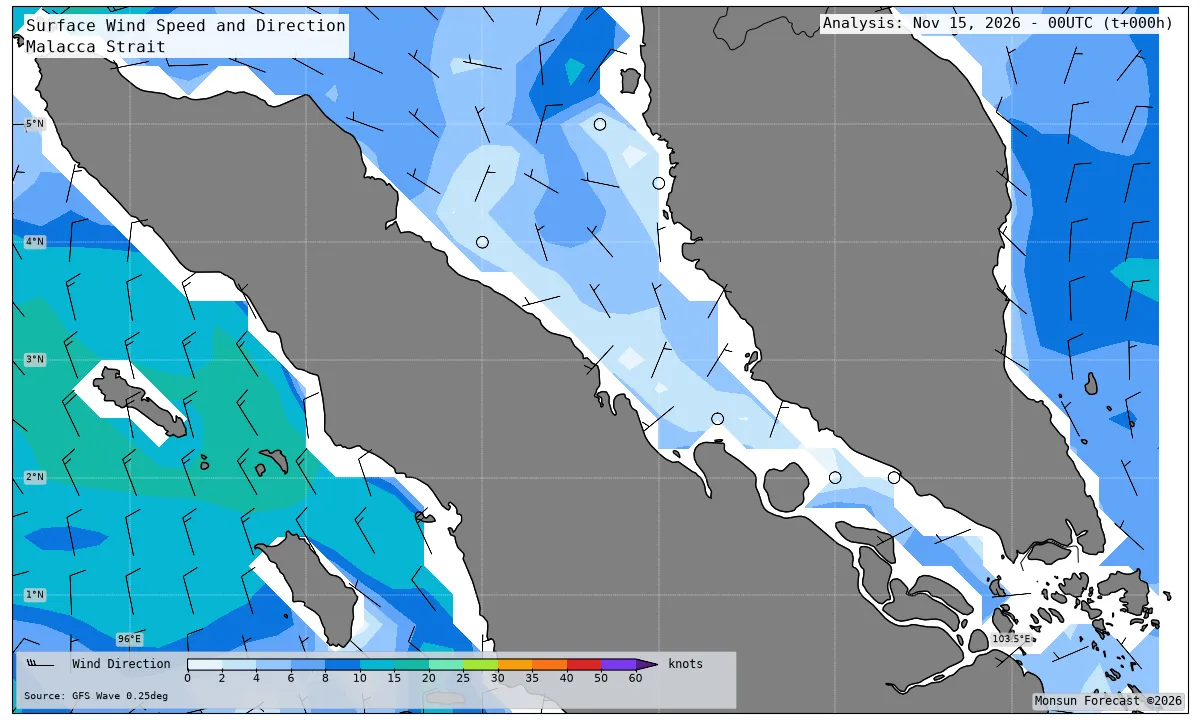 Surface Wind Speed and Direction
Malacca Strait
Analysis: Nov 15, 2026 - 00UTC (t+000h)
5°N
4°N
3°N
2°N
1°N
96°E
103.5°E
Wind Direction
knots
0 2 4 6 8 10 15 20 25 30 35 40 50 60
Source: GFS Wave 0.25deg
Monsun Forecast ©2026